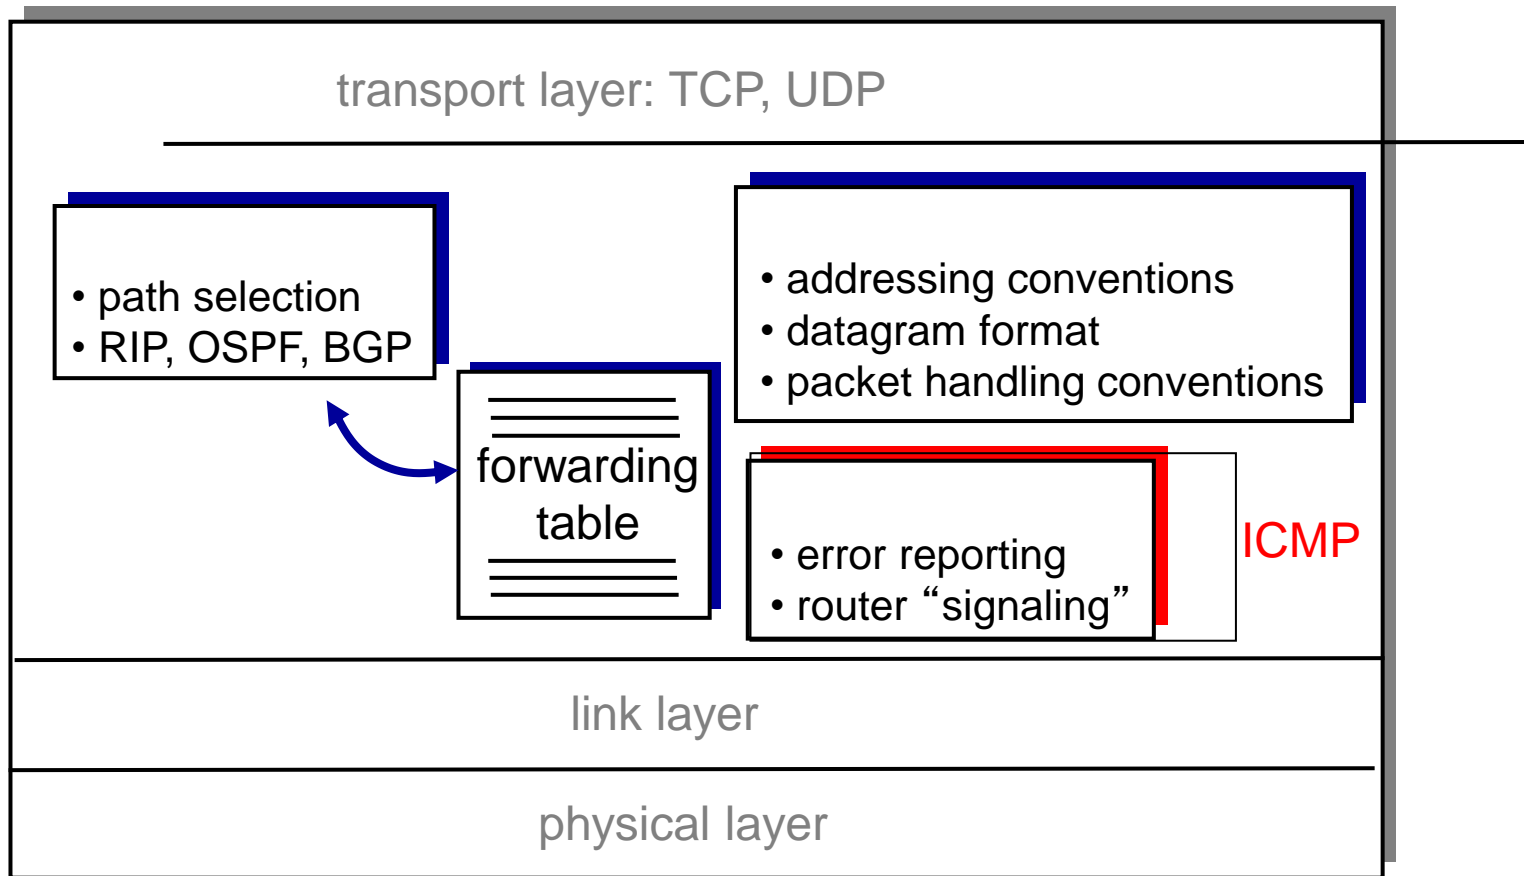 transport layer: TCP, UDP
• path selection
• RIP, OSPF, BGP
• addressing conventions
• datagram format
• packet handling conventions
forwarding
table
• error reporting
• router “signaling”
ICMP
link layer
physical layer